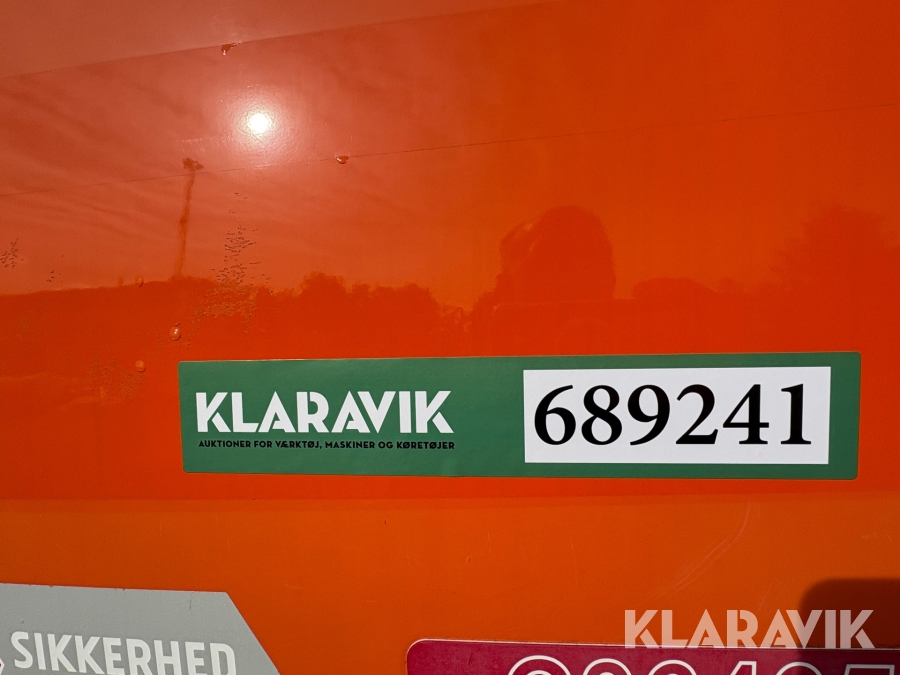 KLARAVIK
AUKTIONER FOR VÆRKTØJ, MASKINER OG KØRETØJER
689241
SIKKERHED
KLARAVIK